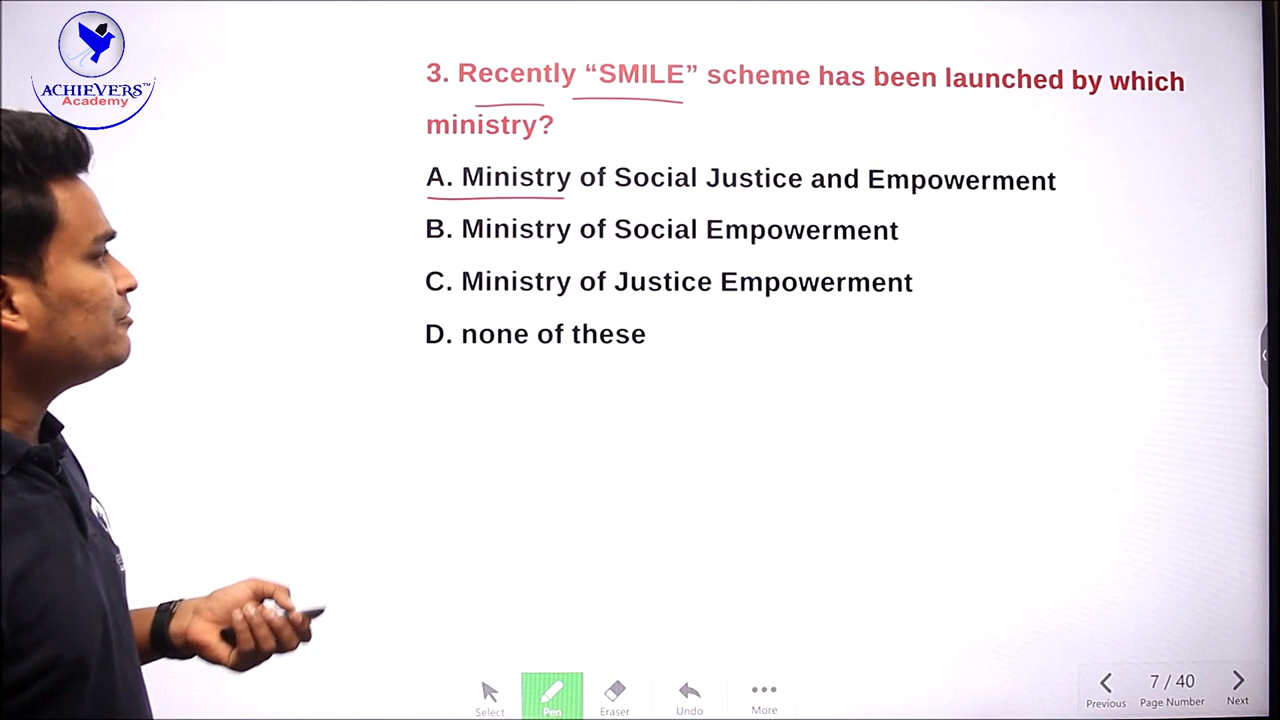 ACHIEVERS™
Academy
3. Recently “SMILE” scheme has been launched by which
ministry?
A. Ministry of Social Justice and Empowerment
B. Ministry of Social Empowerment
C. Ministry of Justice Empowerment
D. none of these
Select
Pen
Eraser
Undo
More
Previous
7 / 40
Page Number
Next